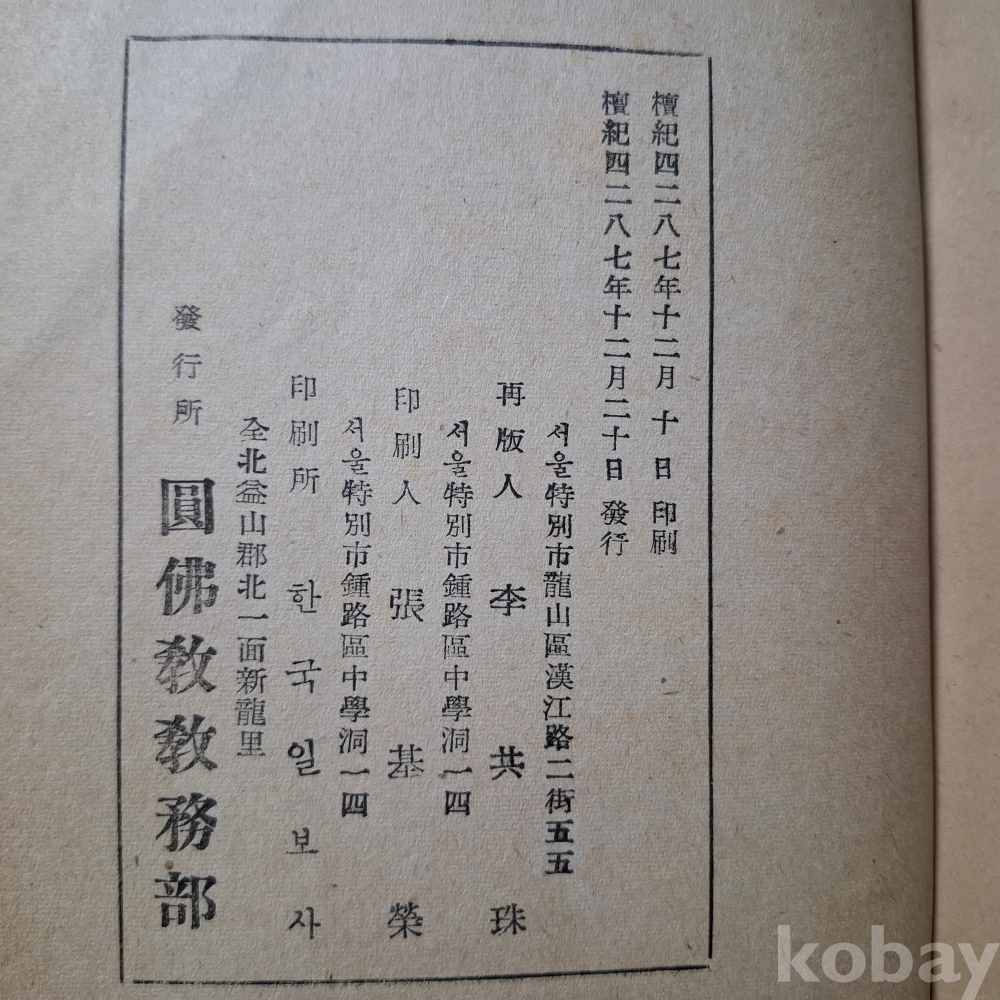 檀紀四二八七年十二月十日印刷
檀紀四二八七年十二月二十日發行
서울特別市龍山區漢江路二街五五
再版人 李共珠
서울特別市鍾路區中學洞一四
印刷人 張基榮
서울特別市鍾路區中學洞一四
印刷所 한국일보사
全北益山郡北一面新龍里
發行所 圓佛敎敎務部
kobay